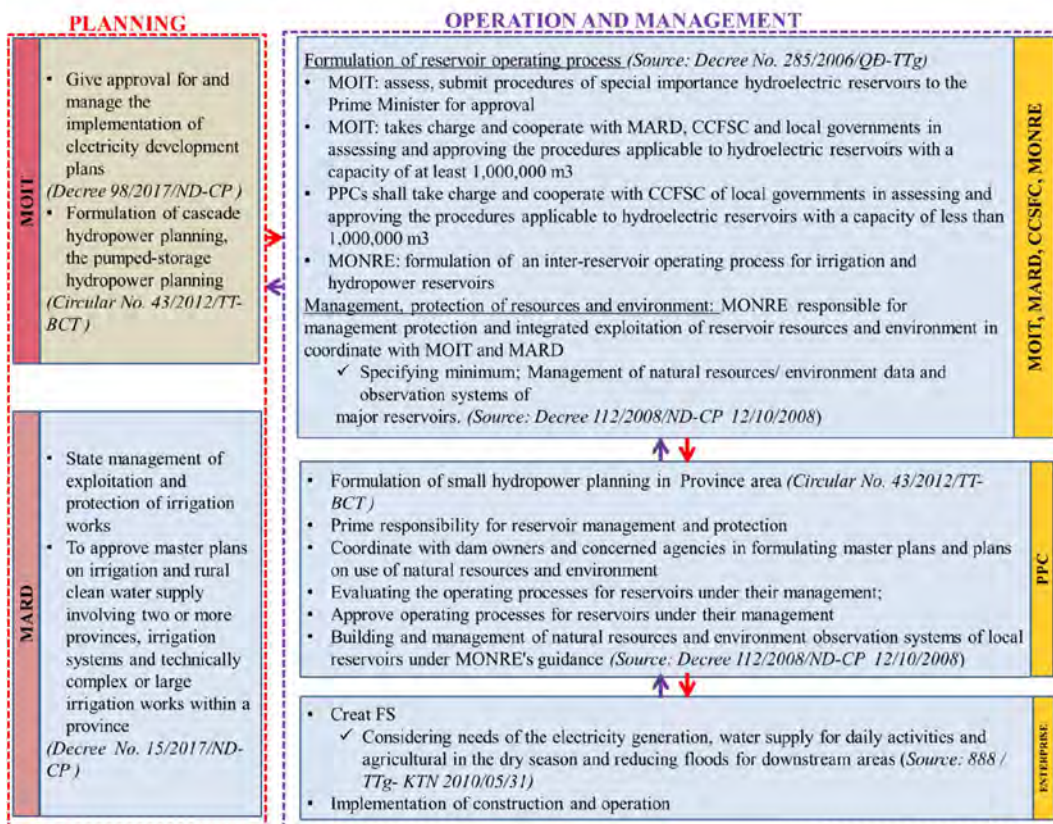 PLANNING
MOIT
• Give approval for and
manage the
implementation of
electricity development
plans
(Decree 98/2017/ND-CP )
• Formulation of cascade
hydropower planning,
the pumped-storage
hydropower planning
(Circular No. 43/2012/TT-
BCT )
MARD
• State management of
exploitation and
protection of irrigation
works
• To approve master plans
on irrigation and rural
clean water supply
involving two or more
provinces, irrigation
systems and technically
complex or large
irrigation works within a
province
(Decree No. 15/2017/ND-
CP)
OPERATION AND MANAGEMENT
Formulation of reservoir operating process (Source: Decree No. 285/2006/QĐ-TTg)
• MOIT: assess, submit procedures of special importance hydroelectric reservoirs to the
Prime Minister for approval
• MOIT: takes charge and cooperate with MARD, CCFSC and local governments in
assessing and approving the procedures applicable to hydroelectric reservoirs with a
capacity of at least 1,000,000 m3
• PPCs shall take charge and cooperate with CCFSC of local governments in assessing and
approving the procedures applicable to hydroelectric reservoirs with a capacity of less than
1,000,000 m3
• MONRE: formulation of an inter-reservoir operating process for irrigation and
hydropower reservoirs
Management, protection of resources and environment: MONRE responsible for
management protection and integrated exploitation of reservoir resources and environment in
coordinate with MOIT and MARD
✓ Specifying minimum; Management of natural resources/ environment data and
observation systems of
major reservoirs. (Source: Decree 112/2008/ND-CP 12/10/2008)
MOIT, MARD, CCSFC, MONRE
• Formulation of small hydropower planning in Province area (Circular No. 43/2012/TT-
BCT )
• Prime responsibility for reservoir management and protection
• Coordinate with dam owners and concerned agencies in formulating master plans and plans
on use of natural resources and environment
• Evaluating the operating processes for reservoirs under their management;
• Approve operating processes for reservoirs under their management
• Building and management of natural resources and environment observation systems of local
reservoirs under MONRE's guidance (Source: Decree 112/2008/ND-CP 12/10/2008)
PPC
• Creat FS
✓ Considering needs of the electricity generation, water supply for daily activities and
agricultural in the dry season and reducing floods for downstream areas (Source: 888 /
TTg- KTN 2010/05/31)
• Implementation of construction and operation
ENTERPRISE